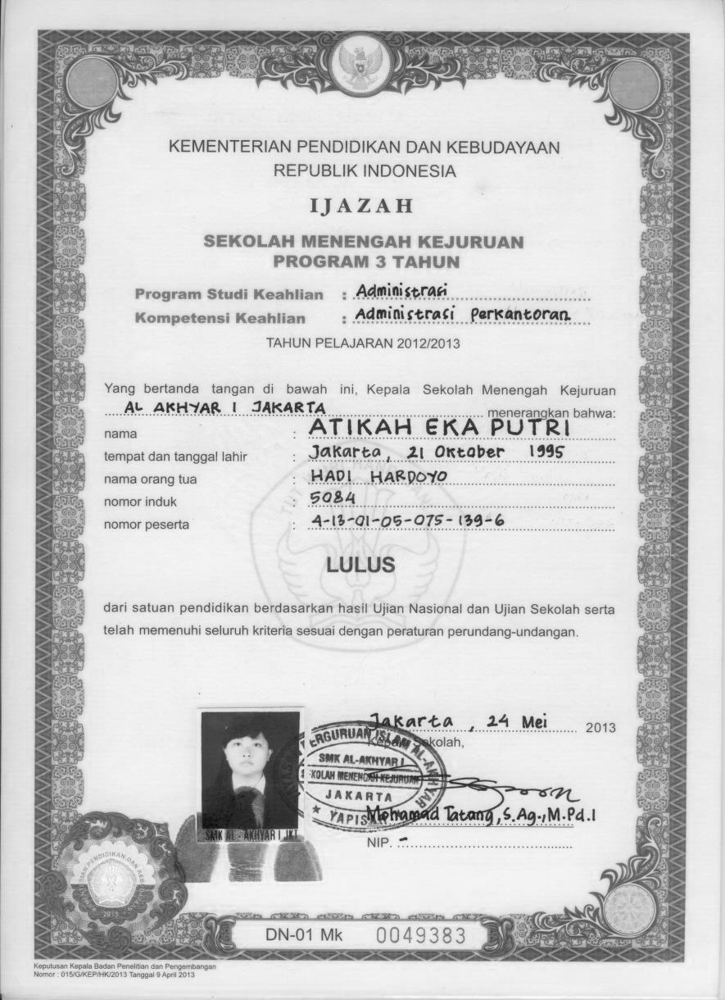 KEMENTERIAN PENDIDIKAN DAN KEBUDAYAAN
REPUBLIK INDONESIA
IJAZAH
SEKOLAH MENENGAH KEJURUAN
PROGRAM 3 TAHUN
Program Studi Keahlian : Administrasi
Kompetensi Keahlian : Administrasi Perkantoran
TAHUN PELAJARAN 2012/2013
Yang bertanda tangan di bawah ini, Kepala Sekolah Menengah Kejuruan
AL AKHYAR I JAKARTA menerangkan bahwa:
nama : ATIKAH EKA PUTRI
tempat dan tanggal lahir : Jakarta, 21 Oktober 1995
nama orang tua : HADI HARDOYO
nomor induk : 5084
nomor peserta : 4-13-01-05-075-139-6
LULUS
dari satuan pendidikan berdasarkan hasil Ujian Nasional dan Ujian Sekolah serta
telah memenuhi seluruh kriteria sesuai dengan peraturan perundang-undangan.
Jakarta, 24 Mei 2013
Kepala Sekolah,
PERGURUAN ISLAM AL-AKHYAR
SMK AL-AKHYAR I
SEKOLAH MENENGAH KEJURUAN
JAKARTA
Mohamad Tatang, S.Ag., M.Pd.I
SMK AL-AKHYAR I JKT
NIP. -
2013
DN-01 Mk 0049383
Keputusan Kepala Badan Penelitian dan Pengembangan
Nomor : 015/G/KEP/HK/2013 Tanggal 9 April 2013